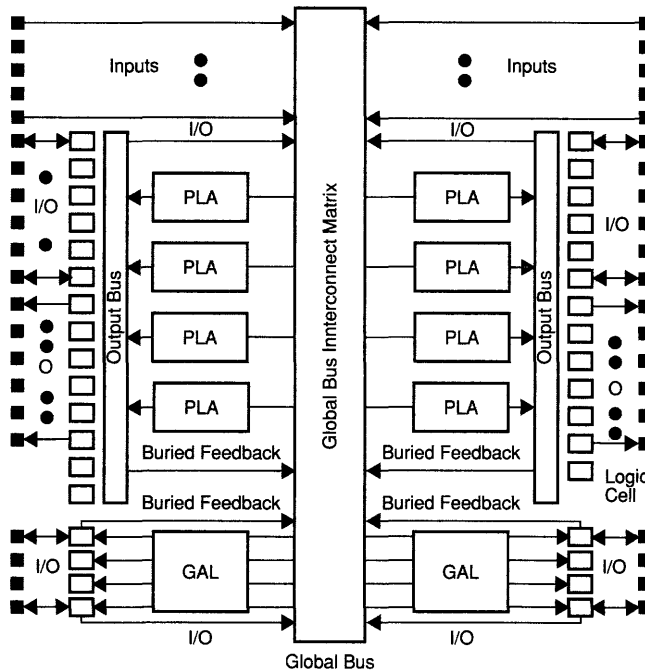 Inputs
Inputs
I/O
I/O
PLA
PLA
I/O
I/O
PLA
PLA
Output Bus
Global Bus Innterconnect Matrix
Output Bus
PLA
PLA
O
O
PLA
PLA
Buried Feedback
Buried Feedback
Logic
Cell
Buried Feedback
Buried Feedback
I/O
GAL
GAL
I/O
I/O
I/O
Global Bus